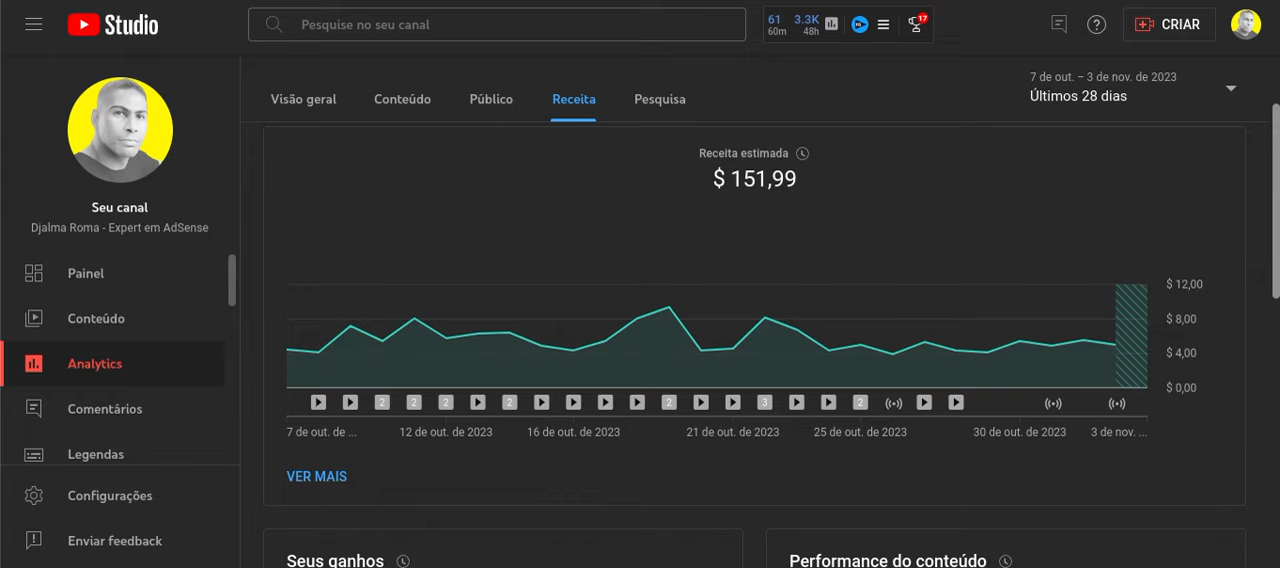 Studio
Pesquise no seu canal
61 3.3K
60m 48h
17
CRIAR
Seu canal
Djalma Roma - Expert em AdSense
Painel
Conteúdo
Analytics
Comentários
Legendas
Configurações
Enviar feedback
Visão geral Conteúdo Público Receita Pesquisa
7 de out. – 3 de nov. de 2023
Últimos 28 dias
Receita estimada
$ 151,99
$ 12,00
$ 8,00
$ 4,00
$ 0,00
2 2 2 2 2 3 2
7 de out. de ... 12 de out. de 2023 16 de out. de 2023 21 de out. de 2023 25 de out. de 2023 30 de out. de 2023 3 de nov. ...
VER MAIS
Seus ganhos
Performance do conteúdo